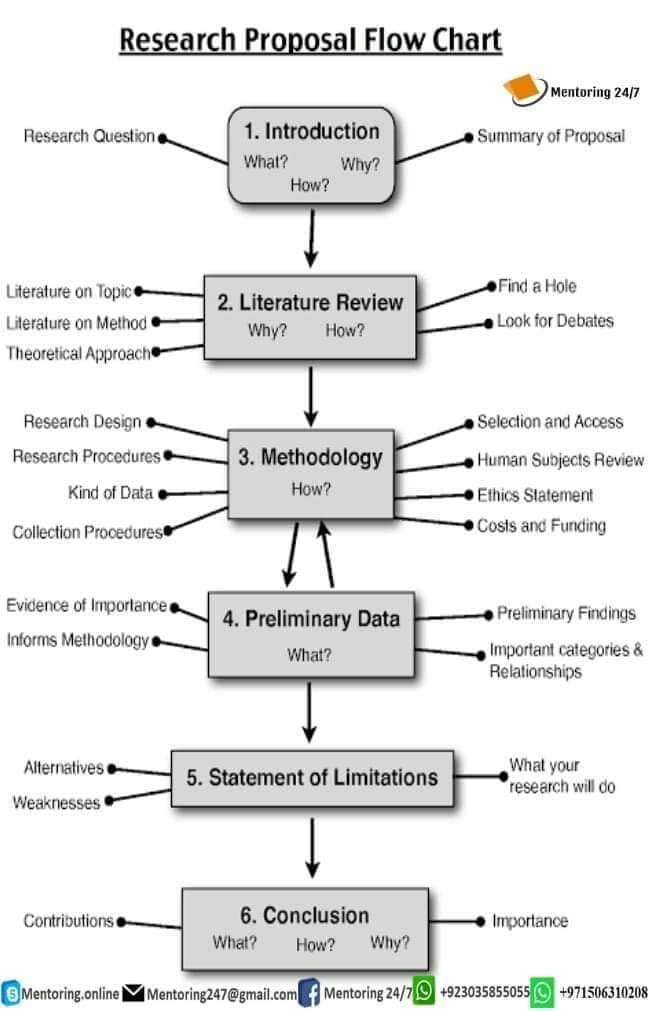 Research Proposal Flow Chart
Mentoring 24/7
Research Question
1. Introduction
What?
Why?
How?
Summary of Proposal
Literature on Topic
Literature on Method
Theoretical Approach
2. Literature Review
Why?
How?
Find a Hole
Look for Debates
Research Design
Research Procedures
Kind of Data
Collection Procedures
3. Methodology
How?
Selection and Access
Human Subjects Review
Ethics Statement
Costs and Funding
Evidence of Importance
Informs Methodology
4. Preliminary Data
What?
Preliminary Findings
Important categories &
Relationships
Alternatives
Weaknesses
5. Statement of Limitations
What your
research will do
Contributions
6. Conclusion
What?
How?
Why?
Importance
Mentoring.online
Mentoring247@gmail.com
Mentoring 24/7
+923035855055
+971506310208